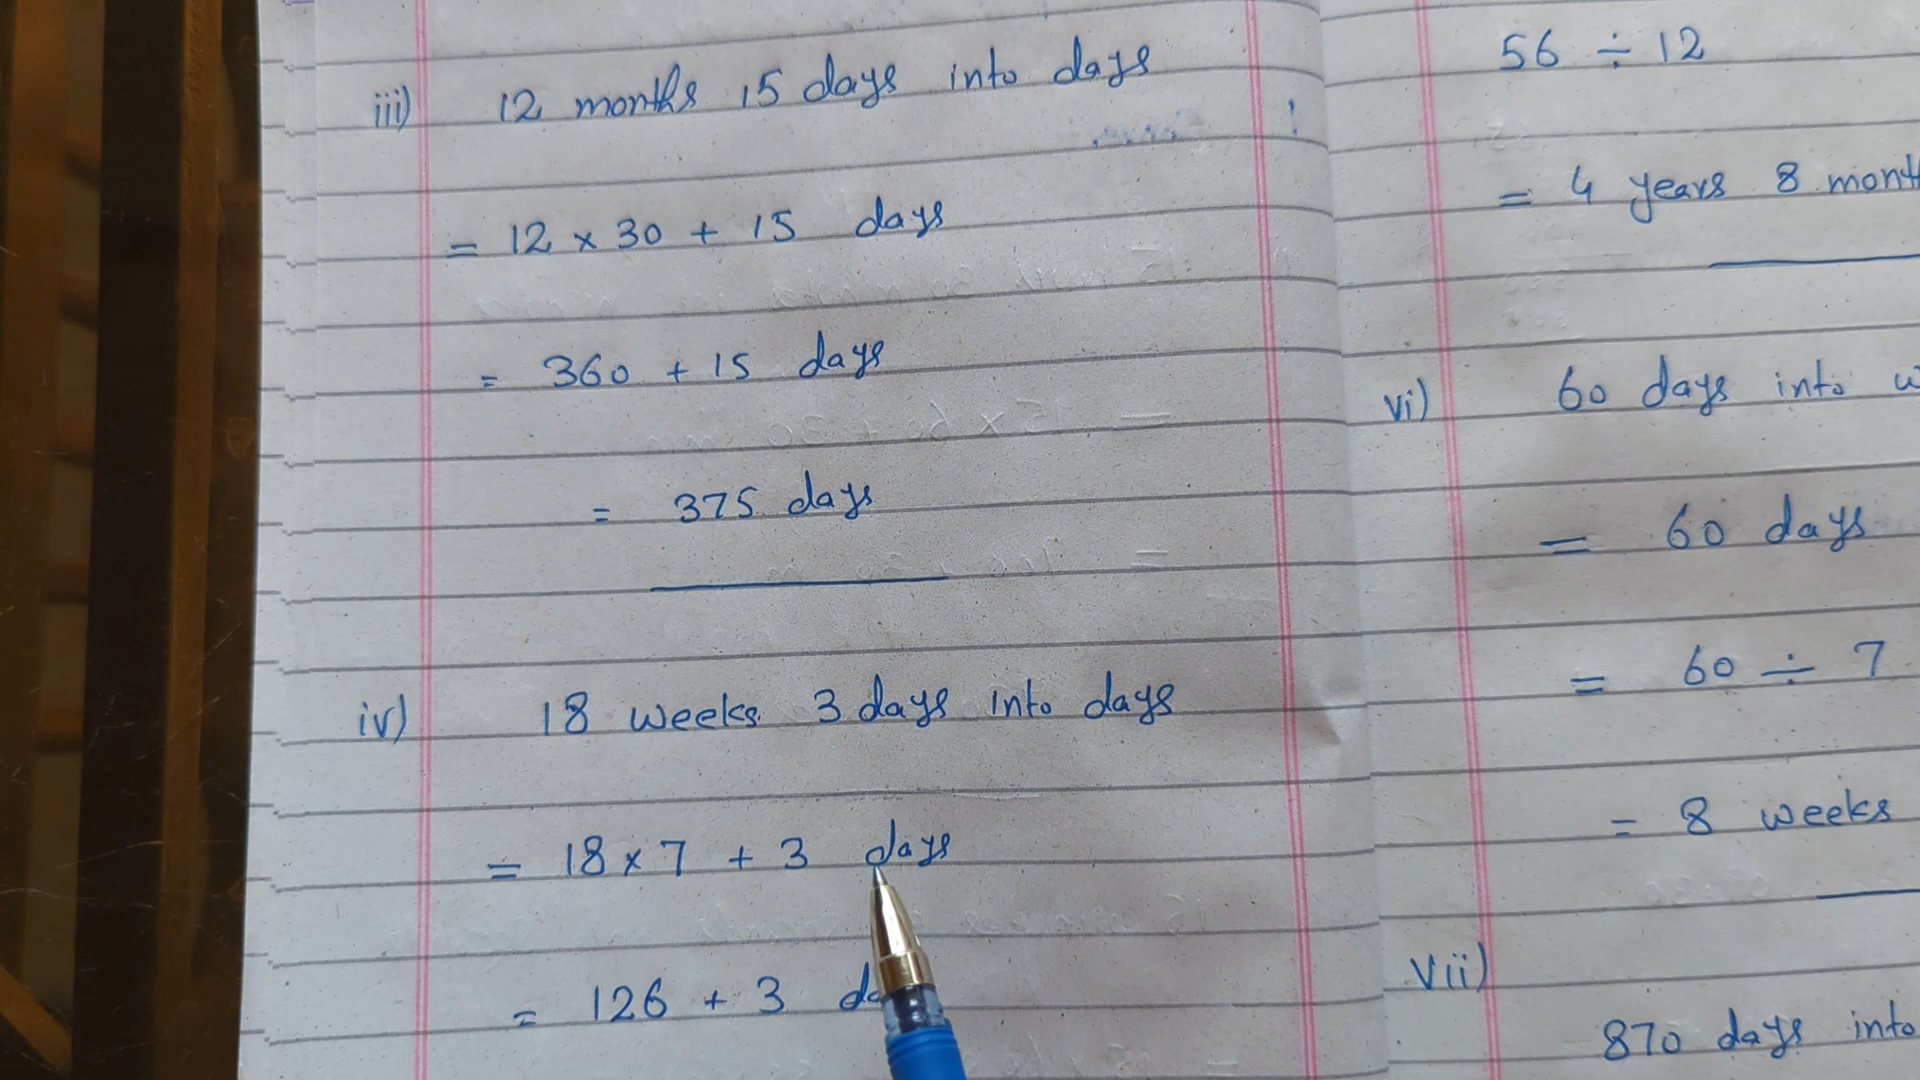 iii) 12 months 15 days into days
= 12 × 30 + 15 days
= 360 + 15 days
= 375 days
iv) 18 weeks 3 days into days
= 18 × 7 + 3 days
= 126 + 3
56 ÷ 12
= 4 years 8
vi) 60 days into
= 60 days
= 60 ÷ 7
= 8 weeks
vii)
870 days into